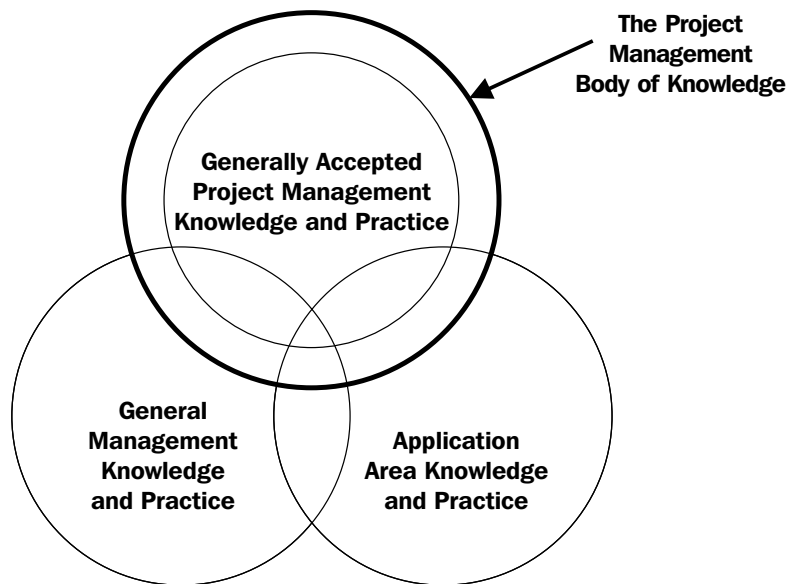 The Project
Management
Body of Knowledge
Generally Accepted
Project Management
Knowledge and Practice
General
Management
Knowledge
and Practice
Application
Area Knowledge
and Practice